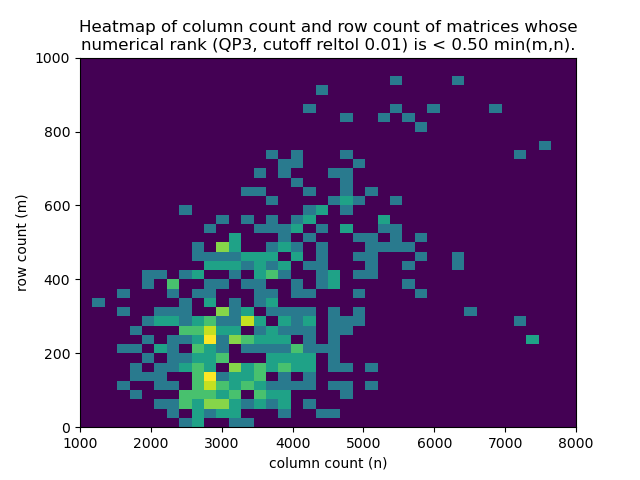 Heatmap of column count and row count of matrices whose
numerical rank (QP3, cutoff reltol 0.01) is < 0.50 min(m,n).
1000
800
600
400
200
0
row count (m)
1000 2000 3000 4000 5000 6000 7000 8000
column count (n)